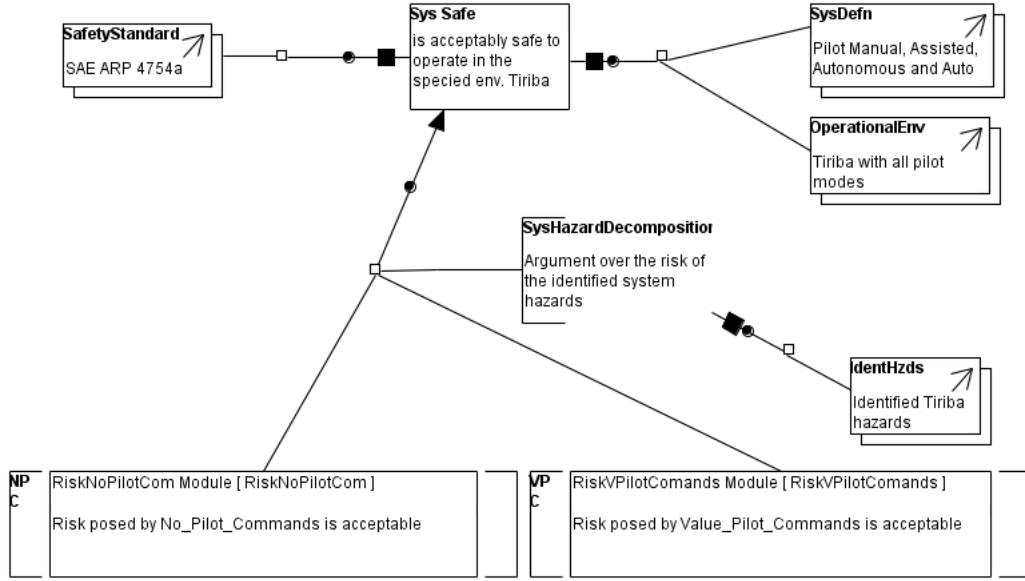 Sys Safe
is acceptably safe to
operate in the
specied env. Tiriba
SafetyStandard
SAE ARP 4754a
SysDefn
Pilot Manual, Assisted,
Autonomous and Auto
OperationalEnv
Tiriba with all pilot
modes
SysHazardDecomposition
Argument over the risk of
the identified system
hazards
IdentHzds
Identified Tiriba
hazards
NP
C
RiskNoPilotCom Module [ RiskNoPilotCom ]
Risk posed by No_Pilot_Commands is acceptable
VP
C
RiskVPilotComands Module [ RiskVPilotComands ]
Risk posed by Value_Pilot_Commands is acceptable